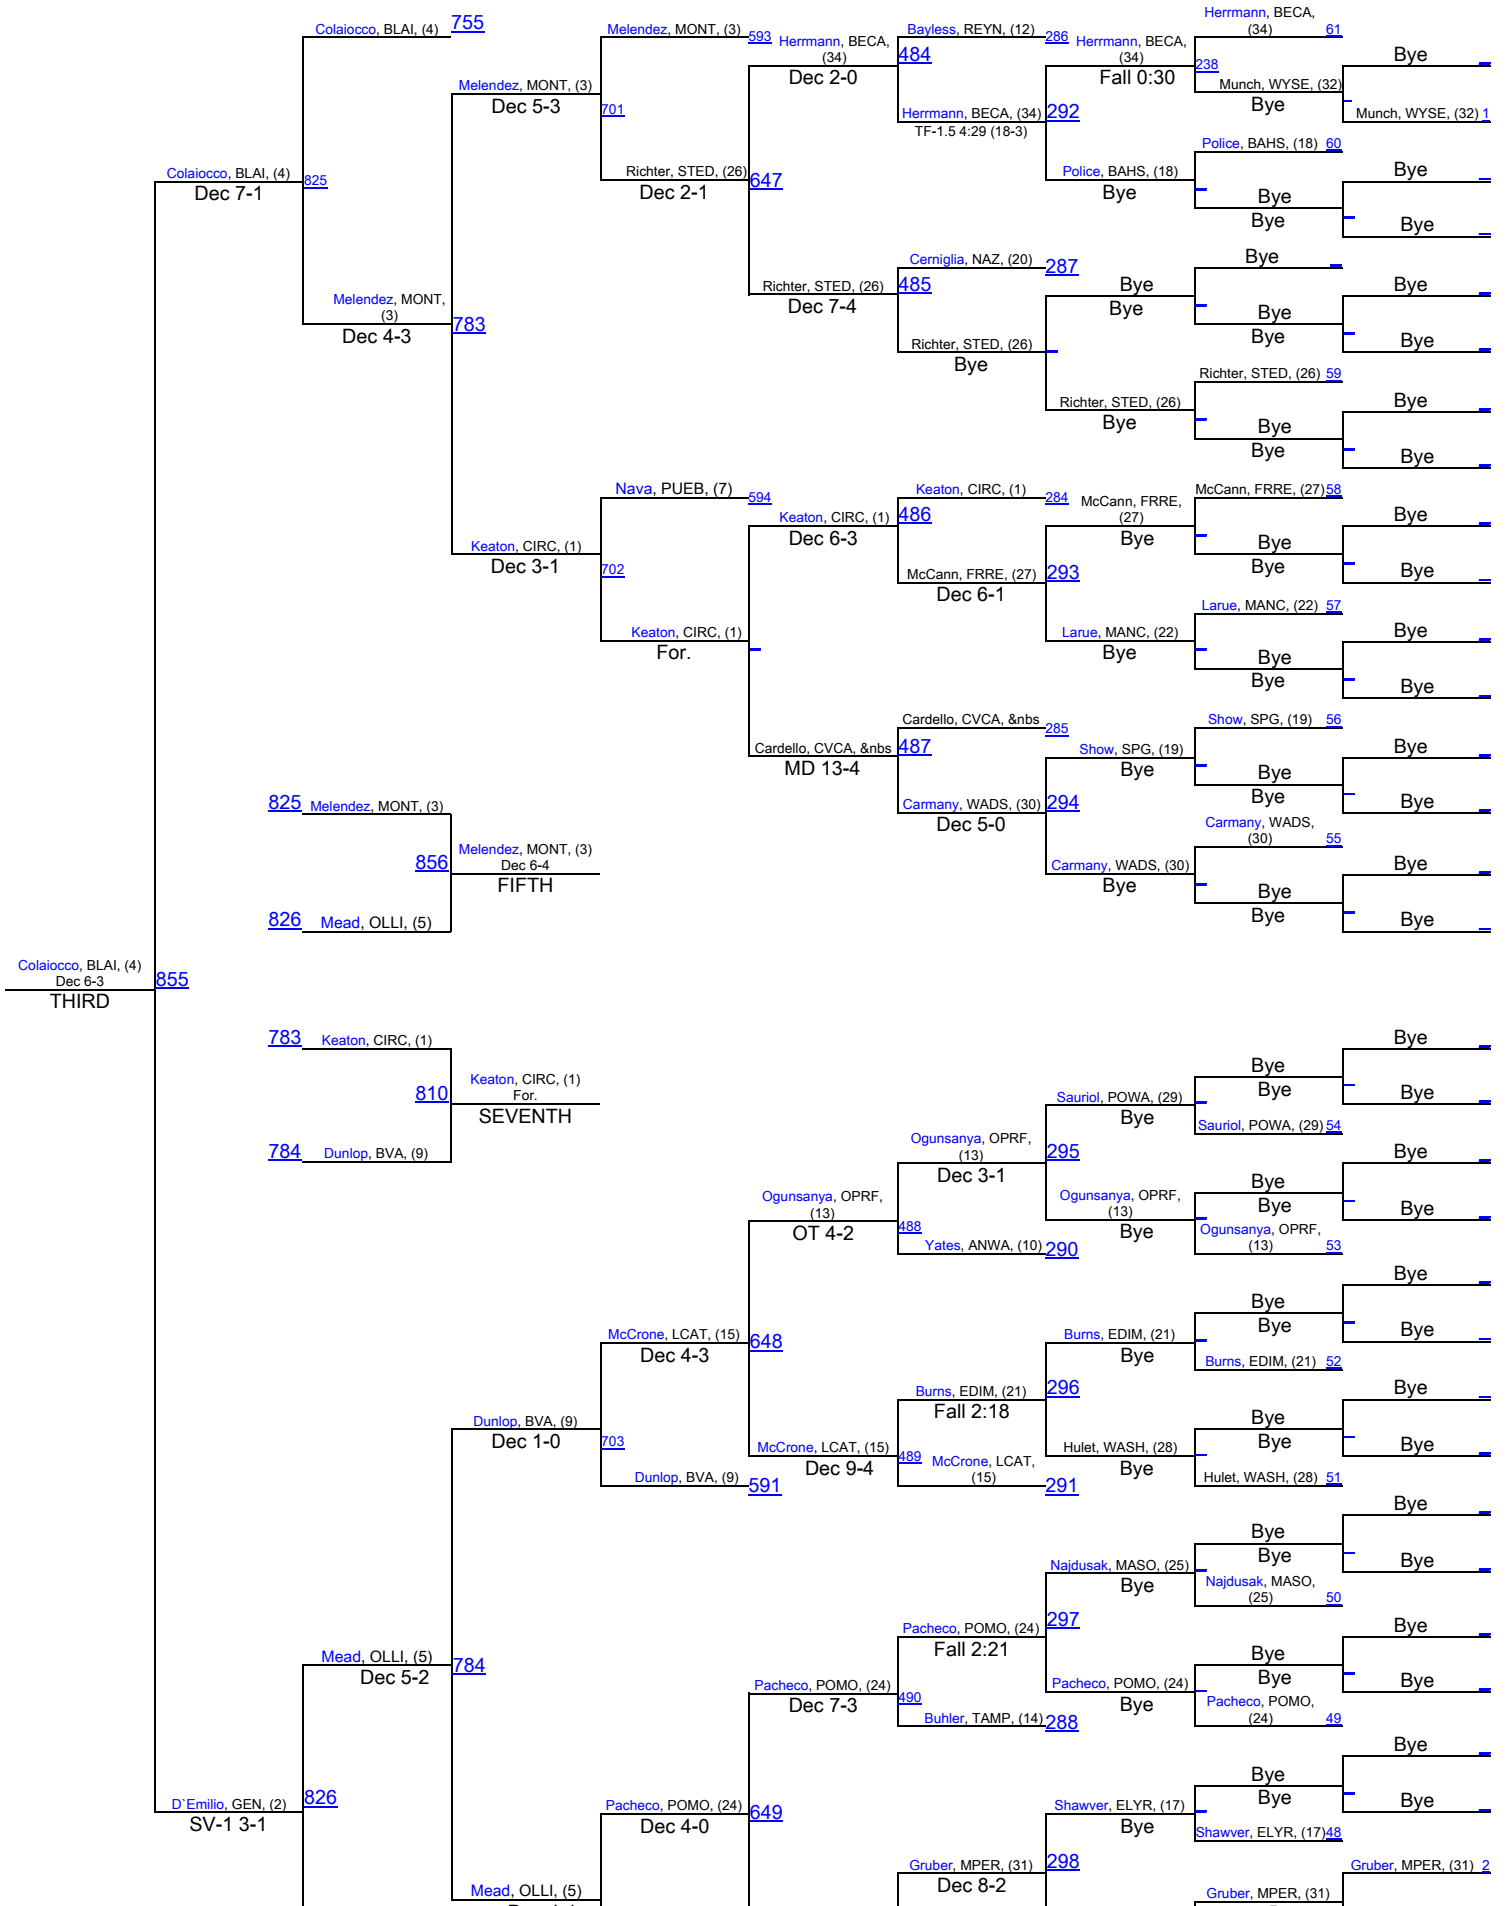 Herrmann, BECA,
(34) 61
Colaiocco, BLAI, (4) 755
Melendez, MONT, (3) 593
Bayless, REYN, (12) 286
Herrmann, BECA,
(34)
Dec 2-0
484
Herrmann, BECA,
(34)
Fall 0:30
238
Bye
Munch, WYSE, (32)
Bye
Munch, WYSE, (32) 1
Melendez, MONT, (3)
Dec 5-3
701
Herrmann, BECA, (34) 292
TF-1.5 4:29 (18-3)
Police, BAHS, (18) 60
Colaiocco, BLAI, (4)
Dec 7-1
825
Richter, STED, (26)
Dec 2-1
647
Police, BAHS, (18)
Bye
Bye
Bye
Bye
Bye
Cerniglia, NAZ, (20) 287
Bye
Richter, STED, (26) 485
Dec 7-4
Bye
Bye
Bye
Bye
Bye
Bye
Melendez, MONT,
(3)
Dec 4-3
783
Richter, STED, (26)
Bye
Richter, STED, (26) 59
Richter, STED, (26)
Bye
Bye
Bye
Bye
Bye
Nava, PUEB, (7) 594
Keaton, CIRC, (1) 284
McCann, FRRE, (27) 58
Keaton, CIRC, (1) 486
Dec 6-3
McCann, FRRE,
(27)
Bye
Bye
Bye
Bye
Bye
Keaton, CIRC, (1)
Dec 3-1
702
McCann, FRRE, (27) 293
Dec 6-1
Larue, MANC, (22) 57
Keaton, CIRC, (1)
For.
Larue, MANC, (22)
Bye
Bye
Bye
Bye
Bye
Cardello, CVCA, &nbs 285
Show, SPG, (19) 56
Cardello, CVCA, &nbs 487
MD 13-4
Show, SPG, (19)
Bye
Bye
Bye
Bye
Bye
825 Melendez, MONT, (3)
Carmany, WADS, (30) 294
Dec 5-0
Carmany, WADS,
(30) 55
856
Melendez, MONT, (3)
Dec 6-4
FIFTH
Carmany, WADS, (30)
Bye
Bye
Bye
Bye
Bye
826 Mead, OLLI, (5)
Colaiocco, BLAI, (4)
Dec 6-3
THIRD
855
783 Keaton, CIRC, (1)
Bye
Bye
Bye
Bye
810
Keaton, CIRC, (1)
For.
SEVENTH
Sauriol, POWA, (29)
Bye
Sauriol, POWA, (29) 54
784 Dunlop, BVA, (9)
Ogunsanya, OPRF,
(13)
Dec 3-1
295
Bye
Bye
Bye
Bye
Ogunsanya, OPRF,
(13)
OT 4-2
488
Ogunsanya, OPRF,
(13)
Bye
Ogunsanya, OPRF,
(13) 53
Yates, ANWA, (10) 290
Bye
Bye
Bye
Bye
McCrone, LCAT, (15)
Dec 4-3
648
Burns, EDIM, (21)
Bye
Burns, EDIM, (21) 52
Burns, EDIM, (21)
Fall 2:18
296
Bye
Bye
Bye
Bye
Dunlop, BVA, (9)
Dec 1-0
703
McCrone, LCAT, (15)
Dec 9-4
489
McCrone, LCAT,
(15)
291
Hulet, WASH, (28)
Bye
Hulet, WASH, (28) 51
Dunlop, BVA, (9) 591
Bye
Bye
Bye
Bye
Najdusak, MASO, (25)
Bye
Najdusak, MASO,
(25) 50
Pacheco, POMO, (24) 297
Fall 2:21
Bye
Bye
Bye
Bye
Mead, OLLI, (5)
Dec 5-2
784
Pacheco, POMO, (24)
Dec 7-3
490
Buhler, TAMP, (14) 288
Pacheco, POMO, (24)
Bye
Pacheco, POMO,
(24) 49
Bye
Bye
Bye
Bye
D`Emilio, GEN, (2) 826
SV-1 3-1
Pacheco, POMO, (24) 649
Dec 4-0
Shawver, ELYR, (17)
Bye
Shawver, ELYR, (17) 48
Gruber, MPER, (31) 298
Dec 8-2
Gruber, MPER, (31) 2
Mead, OLLI, (5)
Gruber, MPER, (31)